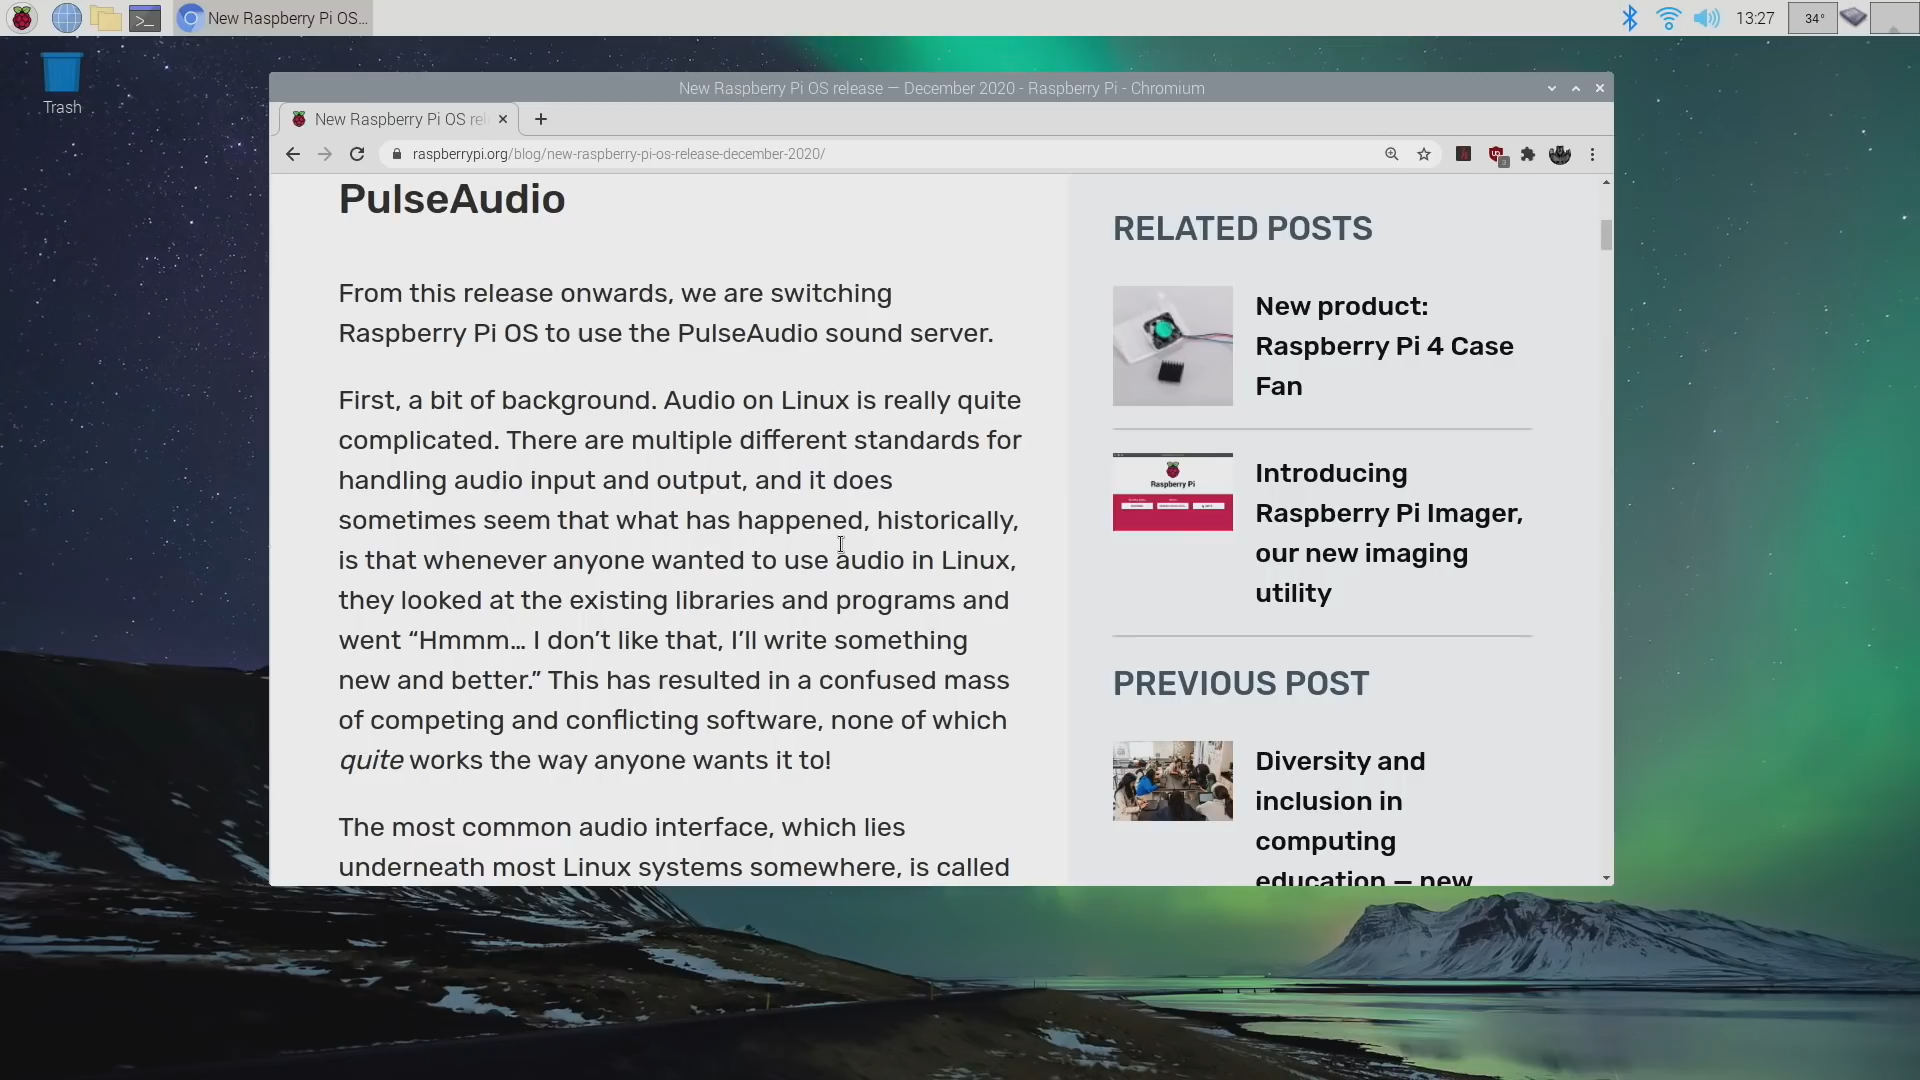 New Raspberry Pi OS...
13:27
34°
Trash
New Raspberry Pi OS release — December 2020 - Raspberry Pi - Chromium
New Raspberry Pi OS rel
raspberrypi.org/blog/new-raspberry-pi-os-release-december-2020/
3
PulseAudio
From this release onwards, we are switching
Raspberry Pi OS to use the PulseAudio sound server.
First, a bit of background. Audio on Linux is really quite
complicated. There are multiple different standards for
handling audio input and output, and it does
sometimes seem that what has happened, historically,
is that whenever anyone wanted to use audio in Linux,
they looked at the existing libraries and programs and
went “Hmmm… I don’t like that, I’ll write something
new and better.” This has resulted in a confused mass
of competing and conflicting software, none of which
quite works the way anyone wants it to!
The most common audio interface, which lies
underneath most Linux systems somewhere, is called
RELATED POSTS
New product:
Raspberry Pi 4 Case
Fan
Raspberry Pi
Introducing
Raspberry Pi Imager,
our new imaging
utility
PREVIOUS POST
Diversity and
inclusion in
computing
education — new